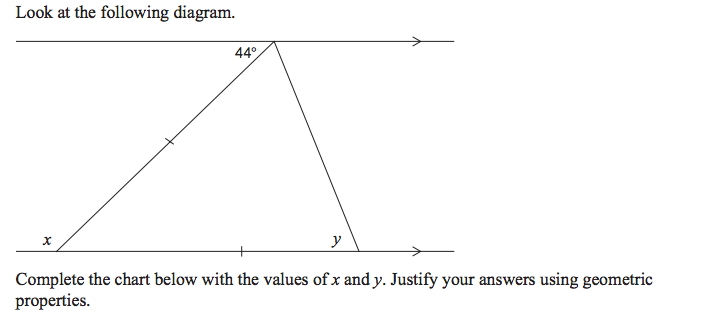 Look at the following diagram.
44°
x
y
Complete the chart below with the values of x and y. Justify your answers using geometric
properties.